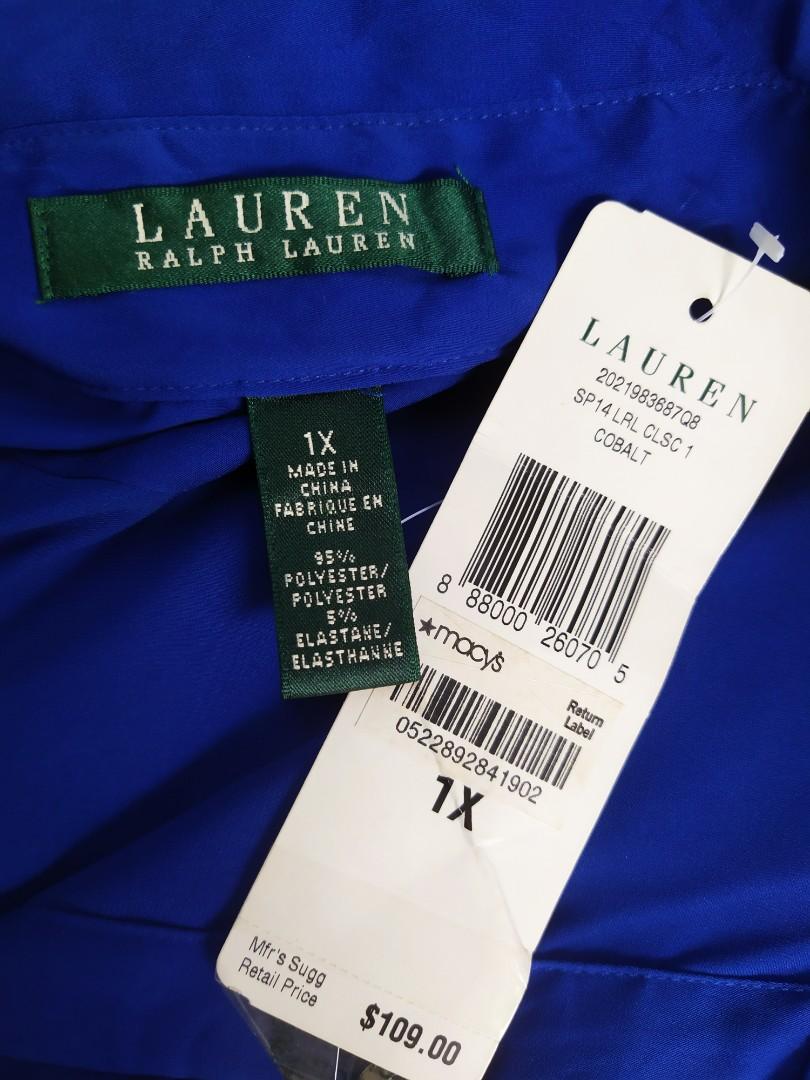 LAUREN
RALPH LAUREN
1X
MADE IN
CHINA
FABRIQUE EN
CHINE
95%
POLYESTER/
POLYESTER
5%
ELASTANE/
ELASTHANNE
LAUREN
2021983687Q8
SP14 LRL CLSC 1
COBALT
8 88000 26070 5
★macy's
Return
Label
0522892841902
1X
Mfr's Sugg
Retail Price
$109.00